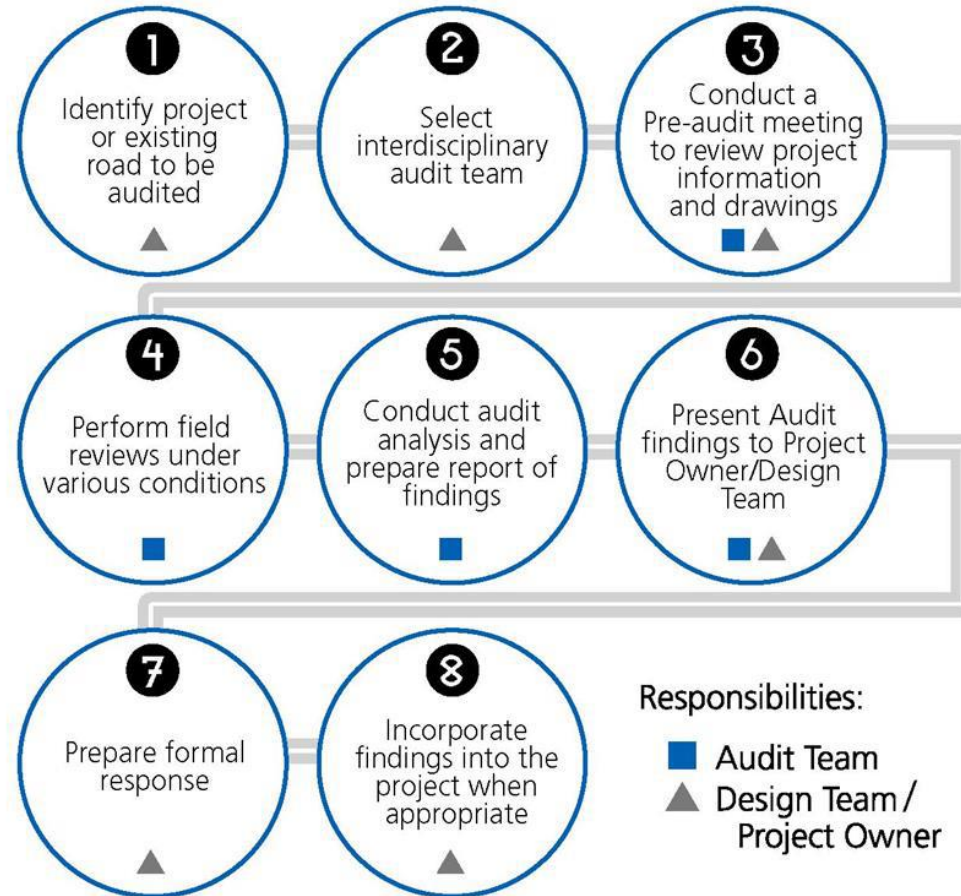 1
Identify project
or existing
road to be
audited
2
Select
interdisciplinary
audit team
3
Conduct a
Pre-audit meeting
to review project
information
and drawings
4
Perform field
reviews under
various conditions
5
Conduct audit
analysis and
prepare report of
findings
6
Present Audit
findings to Project
Owner/Design
Team
7
Prepare formal
response
8
Incorporate
findings into the
project when
appropriate
Responsibilities:
Audit Team
Design Team /
Project Owner